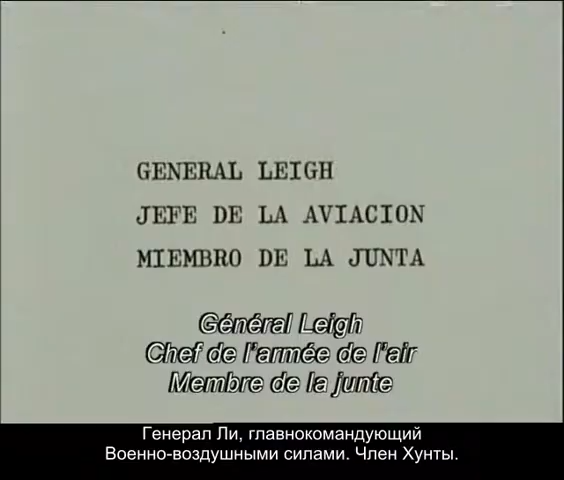 GENERAL LEIGH
JEFE DE LA AVIACION
MIEMBRO DE LA JUNTA
Général Leigh
Chef de l'armée de l'air
Membre de la junte
Генерал Ли, главнокомандующий
Военно-воздушными силами. Член Хунты.